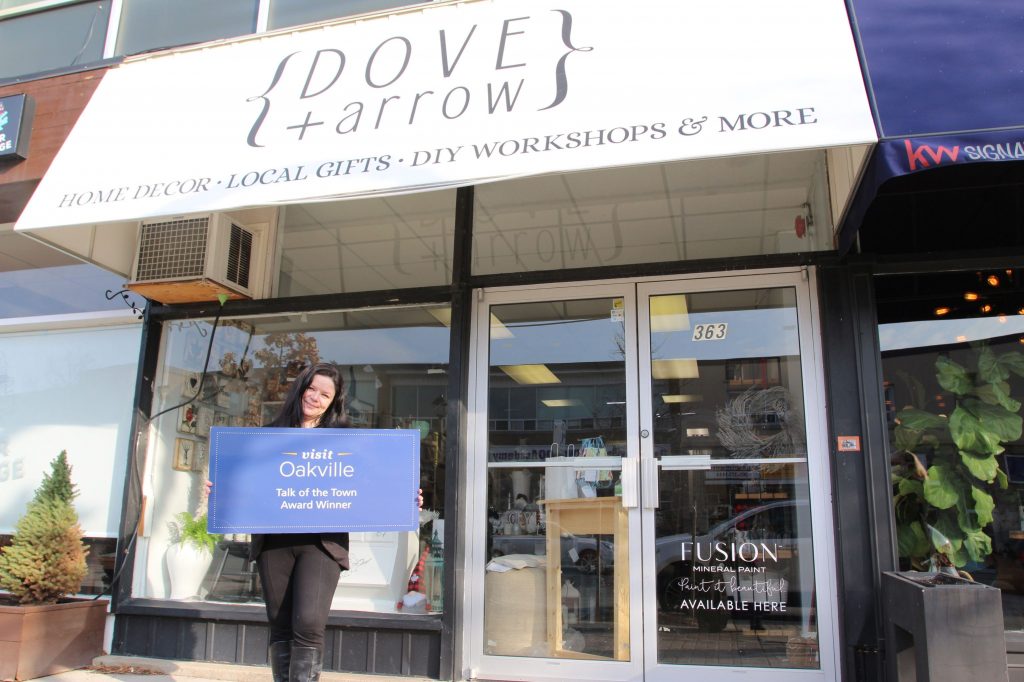 {DOVE
+arrow}
HOME DECOR · LOCAL GIFTS · DIY WORKSHOPS & MORE
kw SIGNA
363
visit
Oakville
Talk of the Town
Award Winner
FUSION™
MINERAL PAINT
Paint it beautiful
AVAILABLE HERE